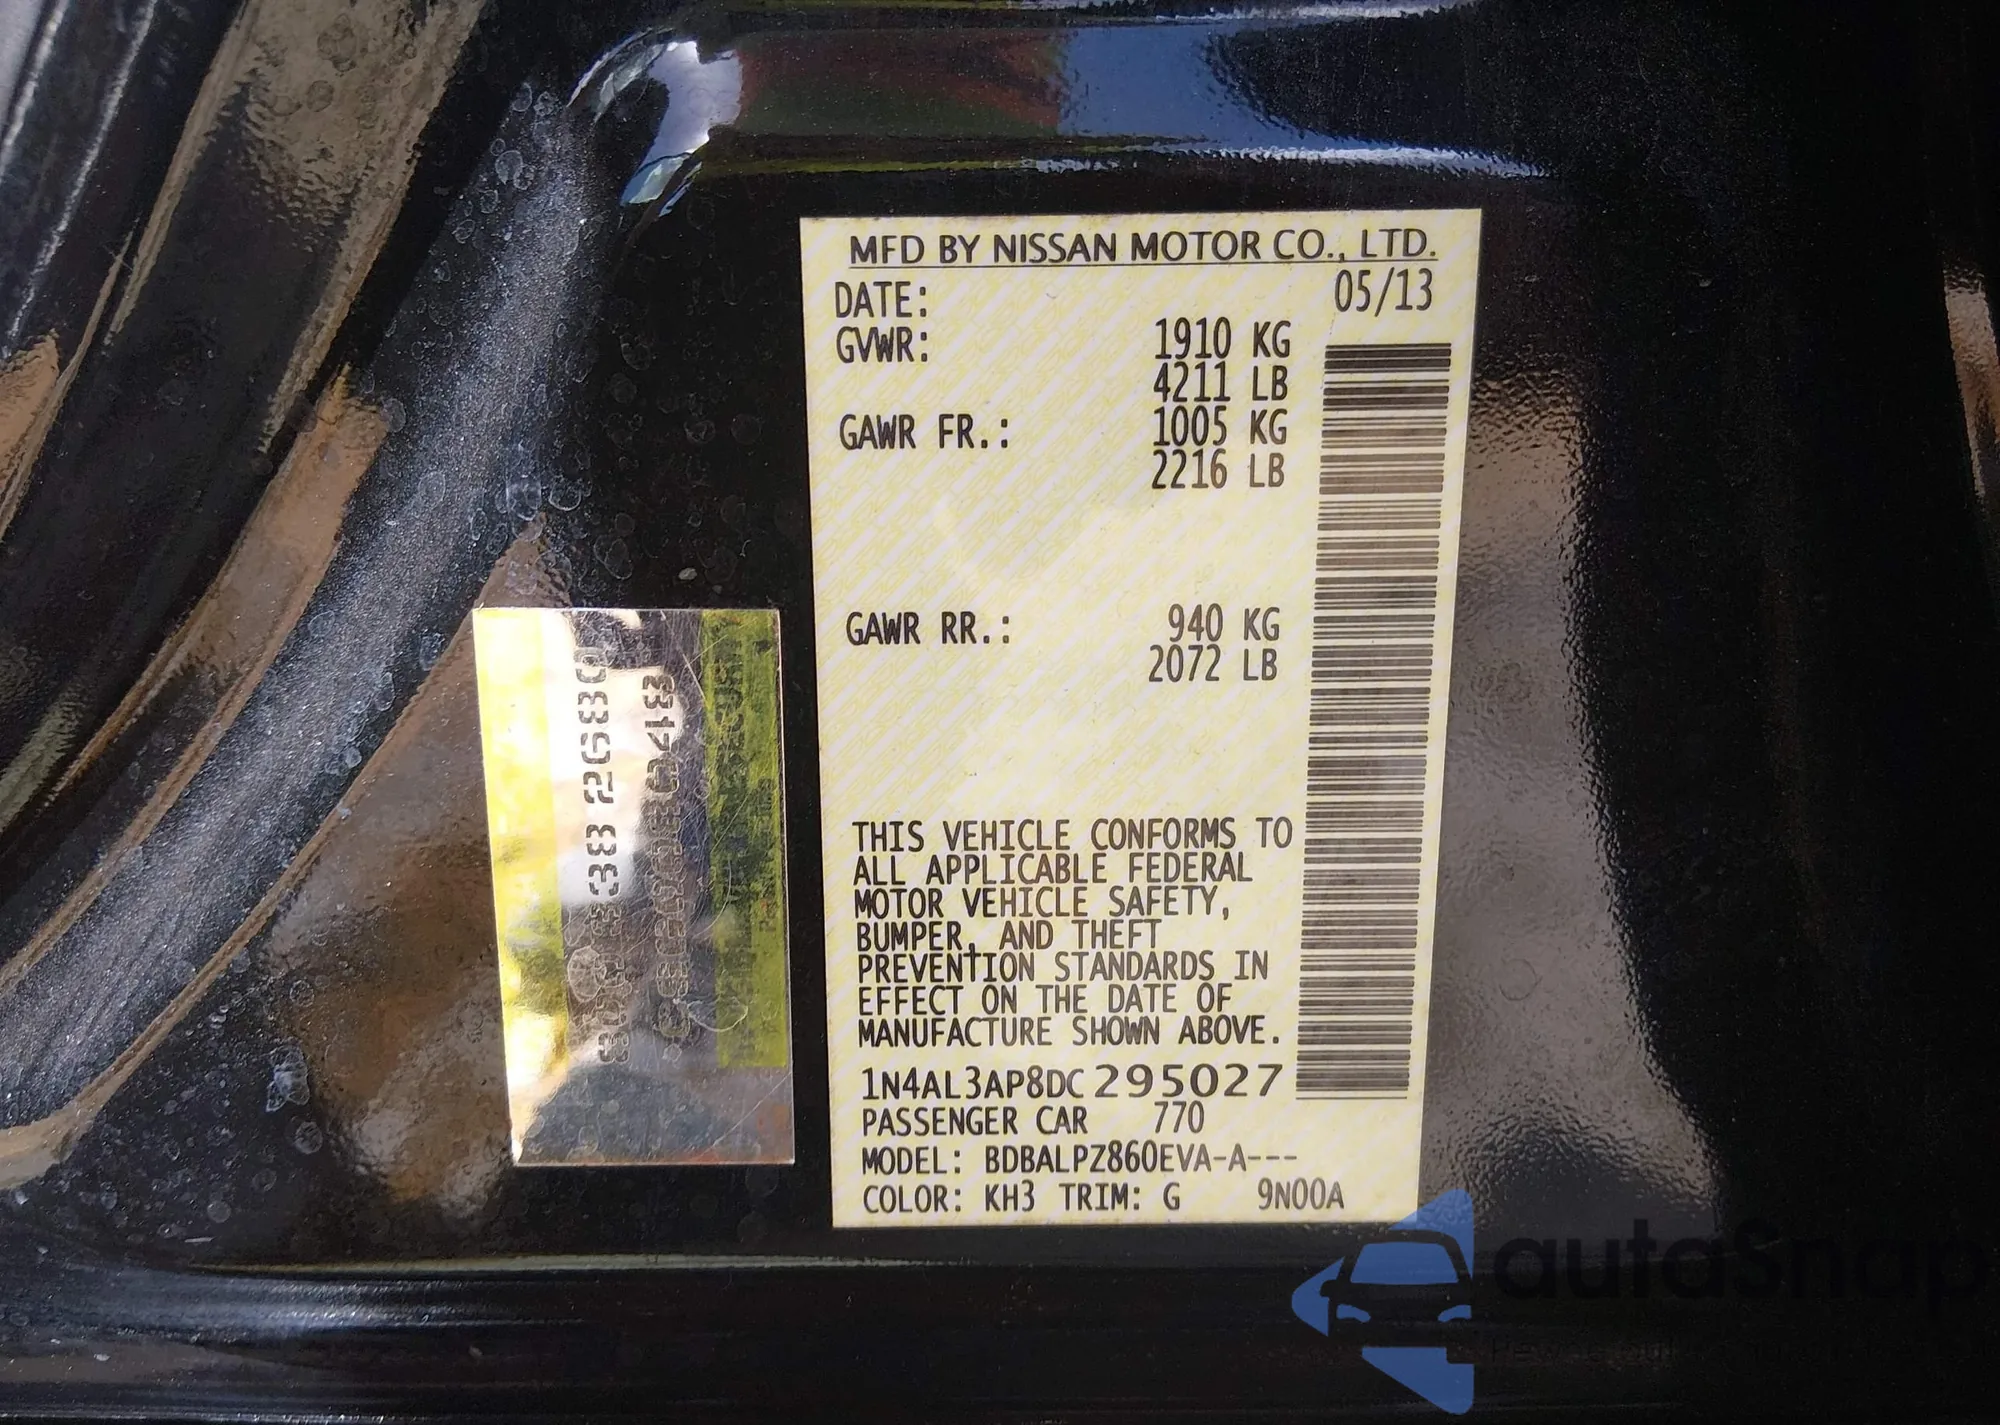 MFD BY NISSAN MOTOR CO., LTD.
DATE: 05/13
GVWR: 1910 KG
4211 LB
GAWR FR.: 1005 KG
2216 LB
GAWR RR.: 940 KG
2072 LB
THIS VEHICLE CONFORMS TO
ALL APPLICABLE FEDERAL
MOTOR VEHICLE SAFETY,
BUMPER, AND THEFT
PREVENTION STANDARDS IN
EFFECT ON THE DATE OF
MANUFACTURE SHOWN ABOVE.
1N4AL3AP8DC295027
PASSENGER CAR 770
MODEL: BDBALPZ860EVA-A---
COLOR: KH3 TRIM: G 9N00A
autaSnap